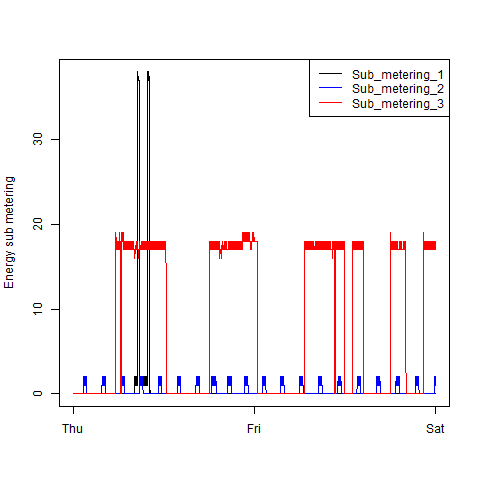 Sub_metering_1
Sub_metering_2
Sub_metering_3
Energy sub metering
30
20
10
0
Thu
Fri
Sat